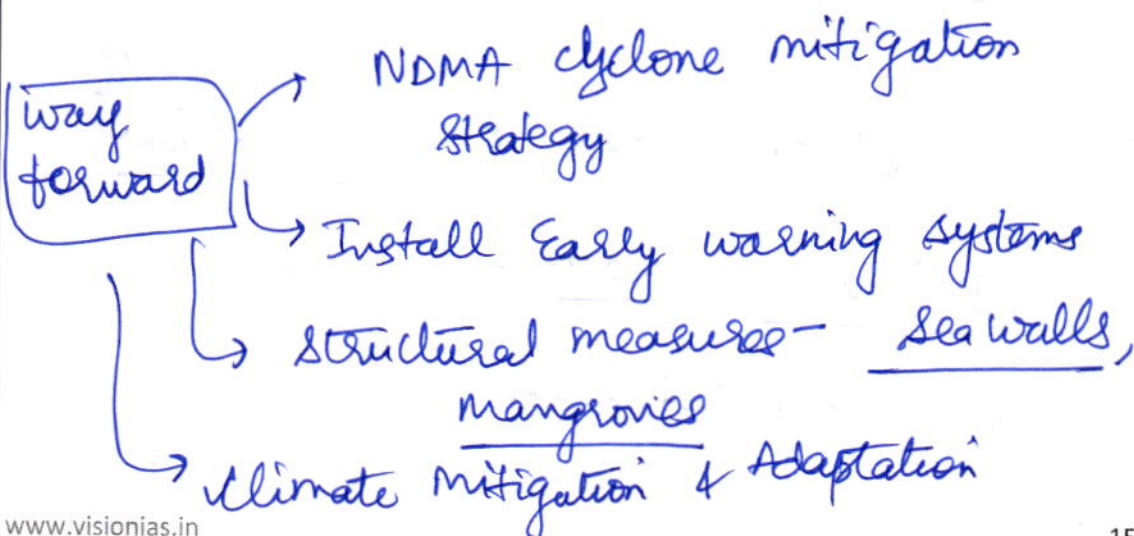 way
forward
NDMA cyclone mitigation
strategy
Install Early warning systems
structural measures - sea walls,
mangroves
Climate Mitigation & Adaptation
www.visionias.in
15